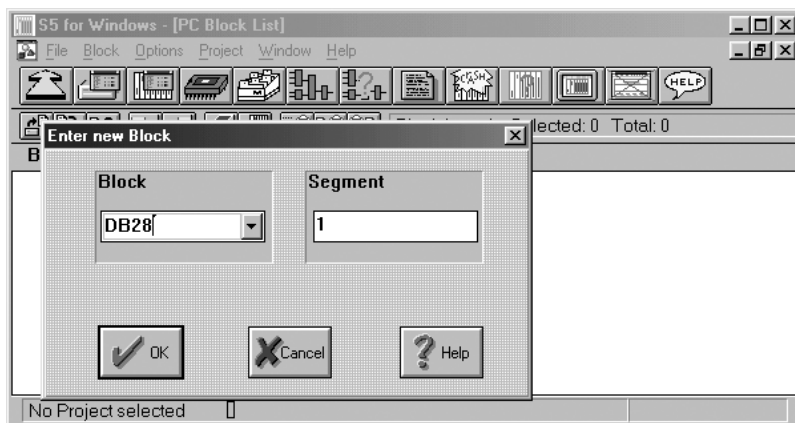 S5 for Windows - [PC Block List]
File Block Options Project Window Help
HELP
lected: 0 Total: 0
Enter new Block
B
Block Segment
DB28 1
OK Cancel Help
No Project selected